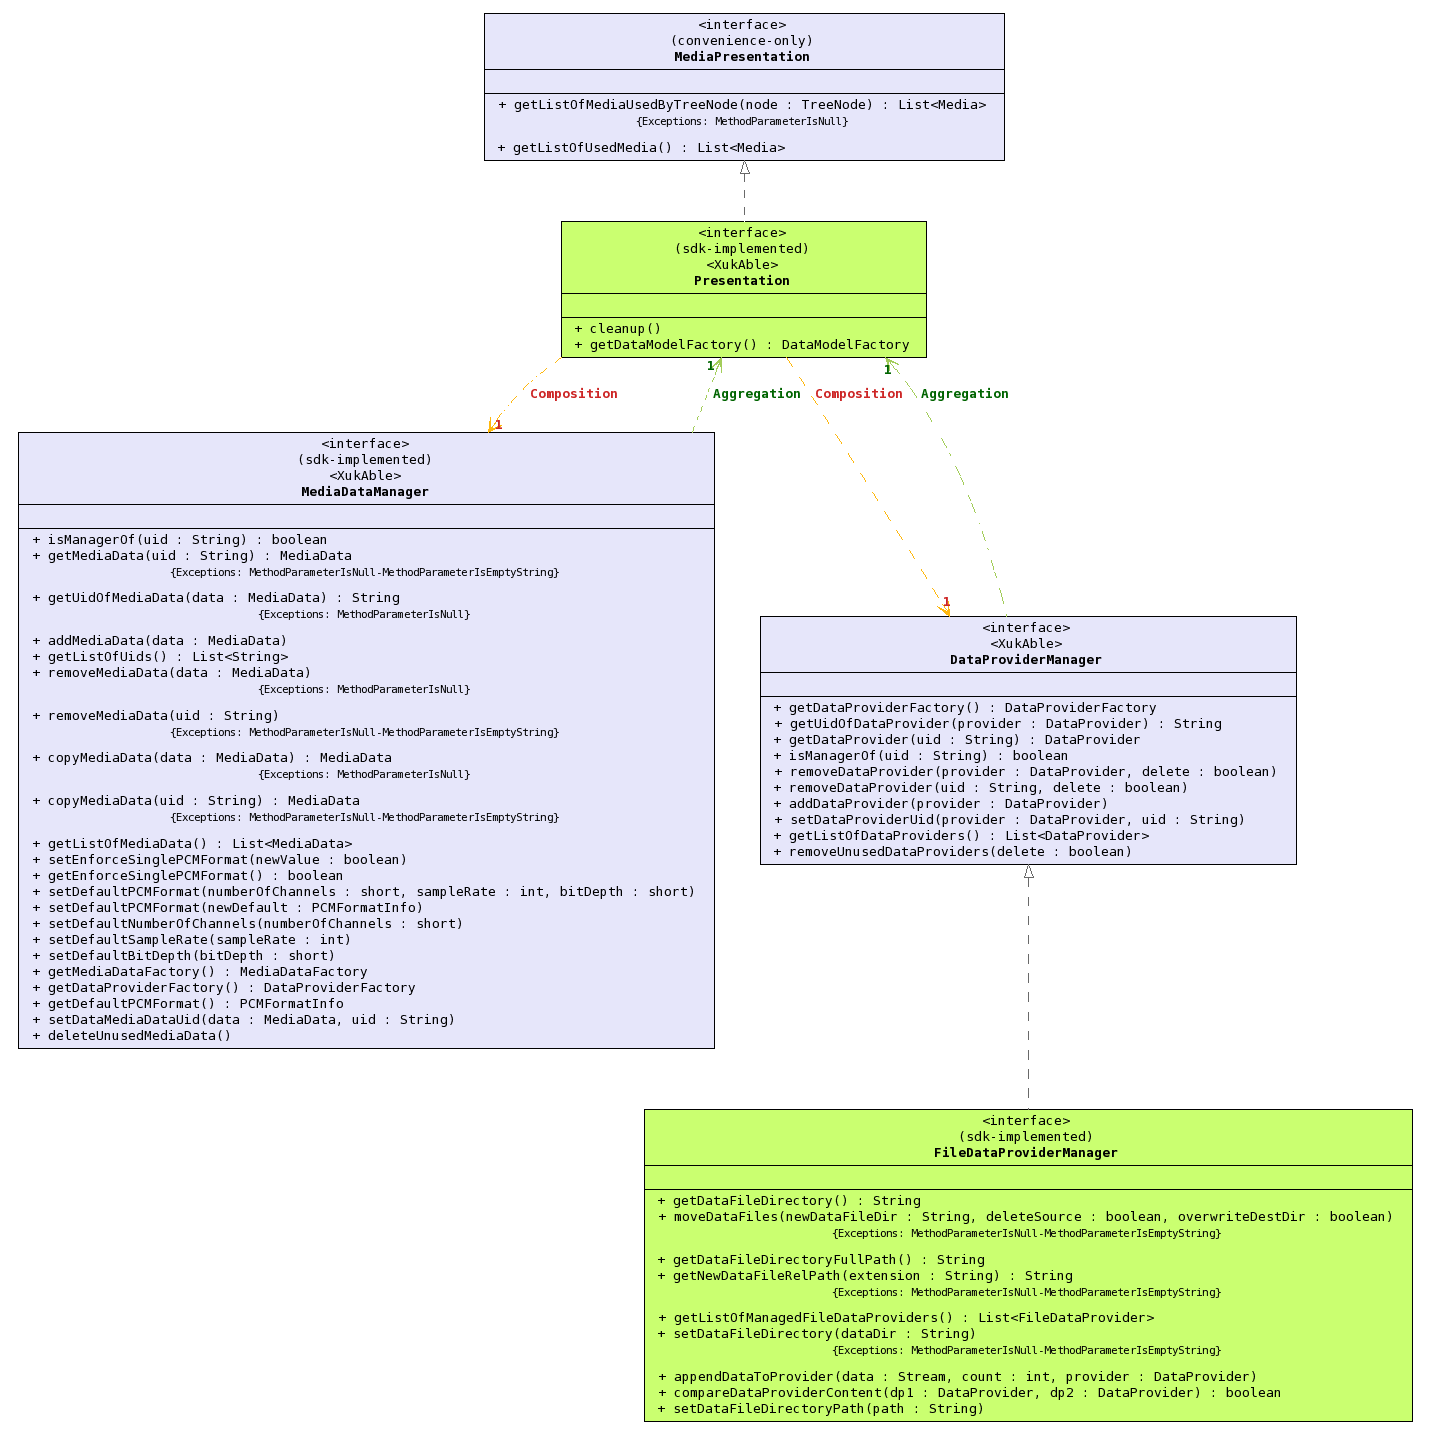 <interface>
(convenience-only)
MediaPresentation
+ getListOfMediaUsedByTreeNode(node : TreeNode) : List<Media>
{Exceptions: MethodParameterIsNull}
+ getListOfUsedMedia() : List<Media>
<interface>
(sdk-implemented)
<XukAble>
Presentation
+ cleanup()
+ getDataModelFactory() : DataModelFactory
1
1
Composition
Aggregation
Composition
Aggregation
1
<interface>
(sdk-implemented)
<XukAble>
MediaDataManager
+ isManagerOf(uid : String) : boolean
+ getMediaData(uid : String) : MediaData
{Exceptions: MethodParameterIsNull-MethodParameterIsEmptyString}
+ getUidOfMediaData(data : MediaData) : String
{Exceptions: MethodParameterIsNull}
+ addMediaData(data : MediaData)
+ getListOfUids() : List<String>
+ removeMediaData(data : MediaData)
{Exceptions: MethodParameterIsNull}
+ removeMediaData(uid : String)
{Exceptions: MethodParameterIsNull-MethodParameterIsEmptyString}
+ copyMediaData(data : MediaData) : MediaData
{Exceptions: MethodParameterIsNull}
+ copyMediaData(uid : String) : MediaData
{Exceptions: MethodParameterIsNull-MethodParameterIsEmptyString}
+ getListOfMediaData() : List<MediaData>
+ setEnforceSinglePCMFormat(newValue : boolean)
+ getEnforceSinglePCMFormat() : boolean
+ setDefaultPCMFormat(numberOfChannels : short, sampleRate : int, bitDepth : short)
+ setDefaultPCMFormat(newDefault : PCMFormatInfo)
+ setDefaultNumberOfChannels(numberOfChannels : short)
+ setDefaultSampleRate(sampleRate : int)
+ setDefaultBitDepth(bitDepth : short)
+ getMediaDataFactory() : MediaDataFactory
+ getDataProviderFactory() : DataProviderFactory
+ getDefaultPCMFormat() : PCMFormatInfo
+ setDataMediaDataUid(data : MediaData, uid : String)
+ deleteUnusedMediaData()
1
<interface>
<XukAble>
DataProviderManager
+ getDataProviderFactory() : DataProviderFactory
+ getUidOfDataProvider(provider : DataProvider) : String
+ getDataProvider(uid : String) : DataProvider
+ isManagerOf(uid : String) : boolean
+ removeDataProvider(provider : DataProvider, delete : boolean)
+ removeDataProvider(uid : String, delete : boolean)
+ addDataProvider(provider : DataProvider)
+ setDataProviderUid(provider : DataProvider, uid : String)
+ getListOfDataProviders() : List<DataProvider>
+ removeUnusedDataProviders(delete : boolean)
<interface>
(sdk-implemented)
FileDataProviderManager
+ getDataFileDirectory() : String
+ moveDataFiles(newDataFileDir : String, deleteSource : boolean, overwriteDestDir : boolean)
{Exceptions: MethodParameterIsNull-MethodParameterIsEmptyString}
+ getDataFileDirectoryFullPath() : String
+ getNewDataFileRelPath(extension : String) : String
{Exceptions: MethodParameterIsNull-MethodParameterIsEmptyString}
+ getListOfManagedFileDataProviders() : List<FileDataProvider>
+ setDataFileDirectory(dataDir : String)
{Exceptions: MethodParameterIsNull-MethodParameterIsEmptyString}
+ appendDataToProvider(data : Stream, count : int, provider : DataProvider)
+ compareDataProviderContent(dp1 : DataProvider, dp2 : DataProvider) : boolean
+ setDataFileDirectoryPath(path : String)